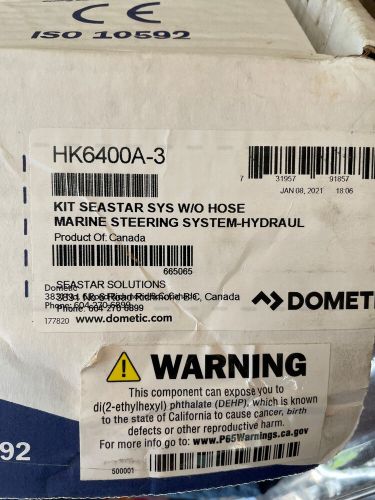 ISO 10592
HK6400A-3
7 31957 91857
JAN 08, 2021 18:06
KIT SEASTAR SYS W/O HOSE
MARINE STEERING SYSTEM-HYDRAUL
Product Of: Canada
665065
SEASTAR SOLUTIONS
Dometic
3831 No 6 Road Richmond B.C, Canada
Phone: 604 270 6899
177820 www.dometic.com
DOMETIC
WARNING
This component can expose you to
di(2-ethylhexyl) phthalate (DEHP), which is known
to the state of California to cause cancer, birth
defects or other reproductive harm.
For more info go to: www.P65Warnings.ca.gov
500001
92